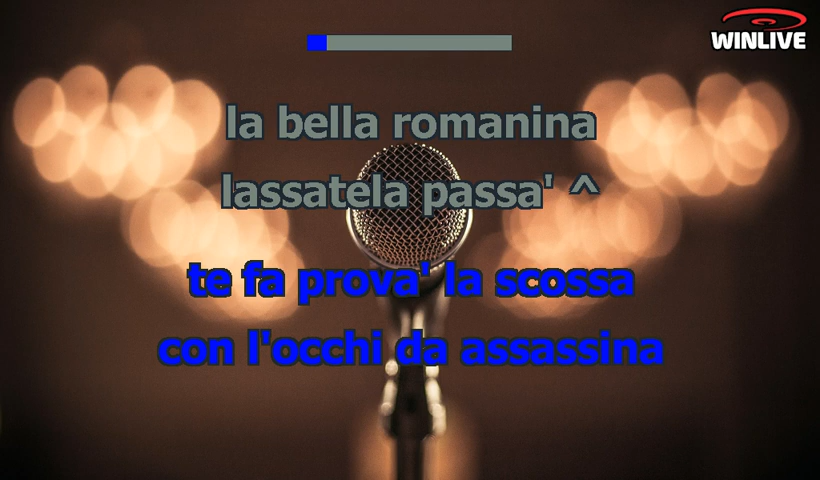 WINLIVE
la bella romanina
lassatela passa' ^
te fa prova' la scossa
con l'occhi da assassina